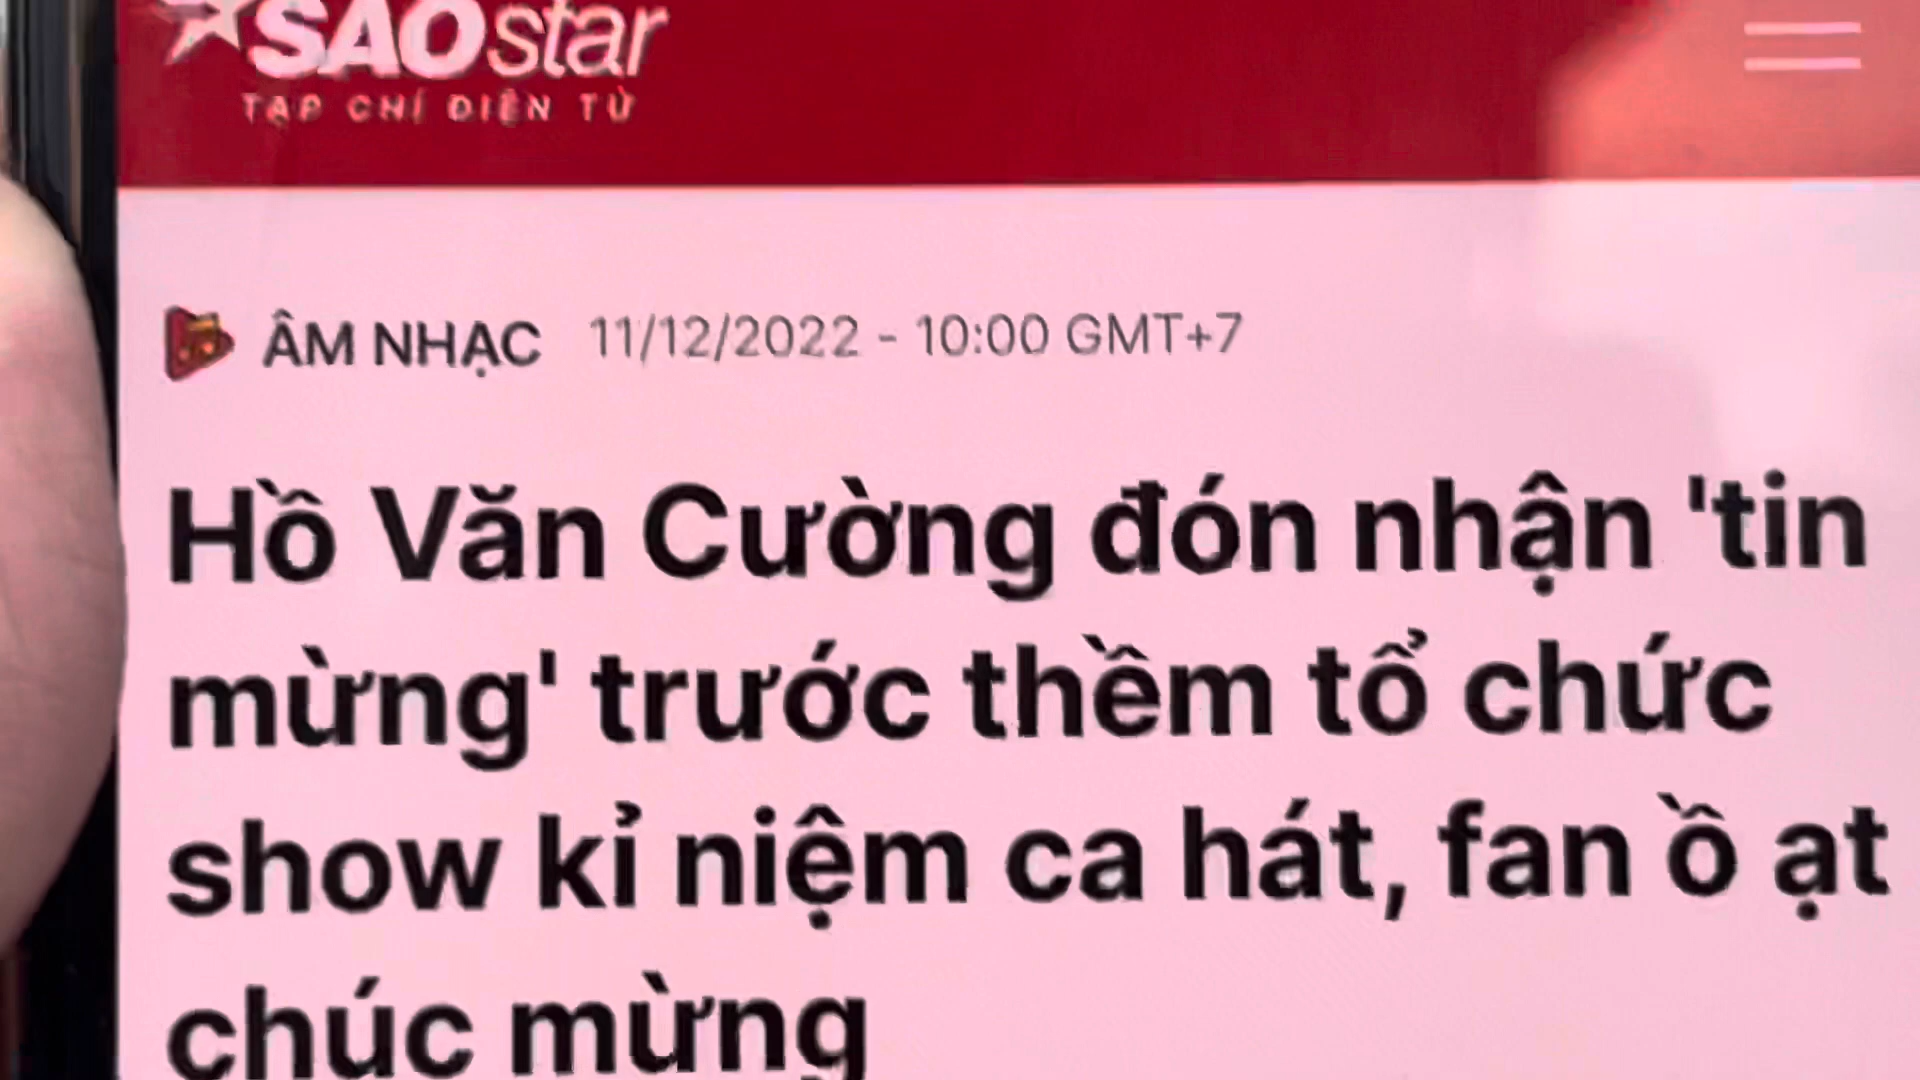 SAOstar
TẠP CHÍ ĐIỆN TỬ
ÂM NHẠC 11/12/2022 - 10:00 GMT+7
Hồ Văn Cường đón nhận 'tin
mừng' trước thềm tổ chức
show kỉ niệm ca hát, fan ồ ạt
chúc mừng